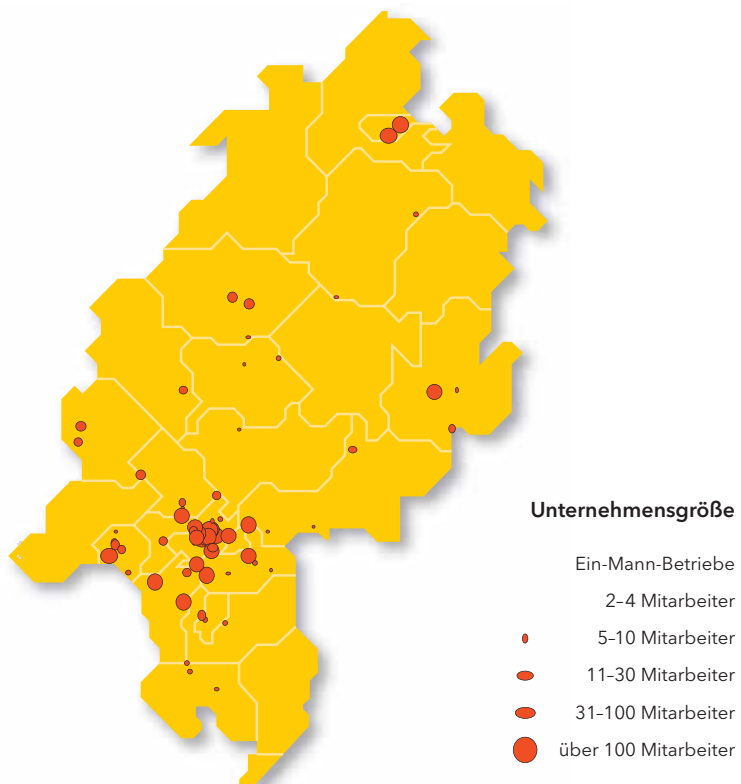 Unternehmensgröße
Ein-Mann-Betriebe
2–4 Mitarbeiter
5–10 Mitarbeiter
11–30 Mitarbeiter
31–100 Mitarbeiter
über 100 Mitarbeiter